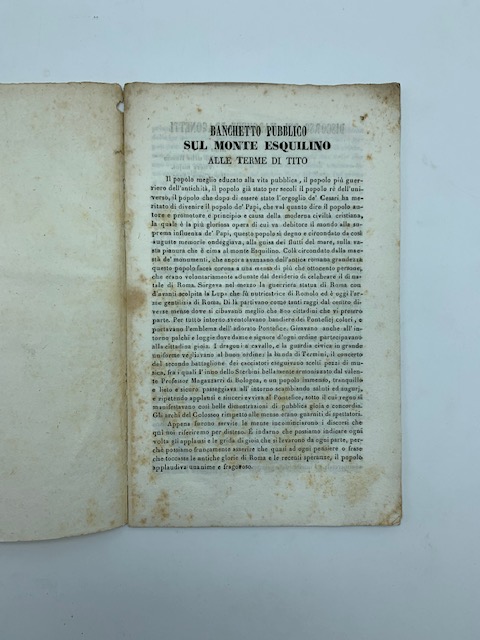 BANCHETTO PUBBLICO
SUL MONTE ESQUILINO
ALLE TERME DI TITO
Il popolo meglio educato alla vita pubblica, il popolo più guer-
riero dell'antichità, il popolo già stato per secoli il popolo rè dell'uni-
verso, il popolo che dopo di essere stato l'orgoglio de' Cesari ha me-
ritato di divenire il popolo de' Papi, che val quanto dire il popolo auto-
re e promotore e principio e causa della moderna civiltà cristiana,
la quale è la più gloriosa opera di cui va debitore il mondo alla su-
prema influenza de' Papi, questo popolo sì degno e circondato da così
auguste memorie ondeggiava, alla guisa dei flutti del mare, sulla va-
sta pianura che è cima al monte Esquilino. Colà circondato dalla mae-
stà de' monumenti, che ancora avanzano dell'antica romana grandezza
questo popolo facea corona a una mensa di più che ottocento persone,
che erano volontariamente adunate dal desiderio di celebrare il dì na-
tale di Roma. Sorgeva nel mezzo la guerriera statua di Roma con
d'avanti scolpita la Lupa che fù nutricatrice di Romolo ed è oggi l'or-
me gentilizia di Roma. Di là partivano come tanti raggi dal centro di-
verse mense dove si cibavano meglio che 800 cittadini che vi presero
parte. Per tutto intorno sventolavano bandiere dei Pontefici colori, e
portavano l'emblema dell'adorato Pontefice. Giravano anche all'in-
torno palchi e loggie dove dame e signore d'ogni ordine partecipavano
alla cittadina gioia. I dragoni a cavallo, e la guardia civica in grande
uniforme vegliavano al buon ordine; la banda di Termini, il concerto
del secondo battaglione dei cacciatori eseguivano scelti pezzi di mu-
sica, fra i quali l'inno dello Sterbini bellamente armonizzato dal valente
Professor Magazzari di Bologna, e un popolo immenso, tranquillo
e lieto e sicuro passeggiava all'intorno scambiando saluti ed augurj,
e ripetendo applausi e sinceri evviva al Pontefice, sotto il cui regno si
manifestavano così belle dimostrazioni di pubblica gioia e concordia.
Gli archi del Colosseo rimpetto alle mense erano guarniti di spettatori.
Appena furono servite le mense incominciarono i discorsi che
qui noi riferiremo per disteso. È indarno che possiamo indicare ogni
volta gli applausi e le grida di gioia che si levarono da ogni parte, per-
chè possiamo francamente asserire che quasi ad ogni pensiero o frase
che toccasse le antiche glorie di Roma e le recenti speranze, il popolo
applaudiva unanime e fragoroso.